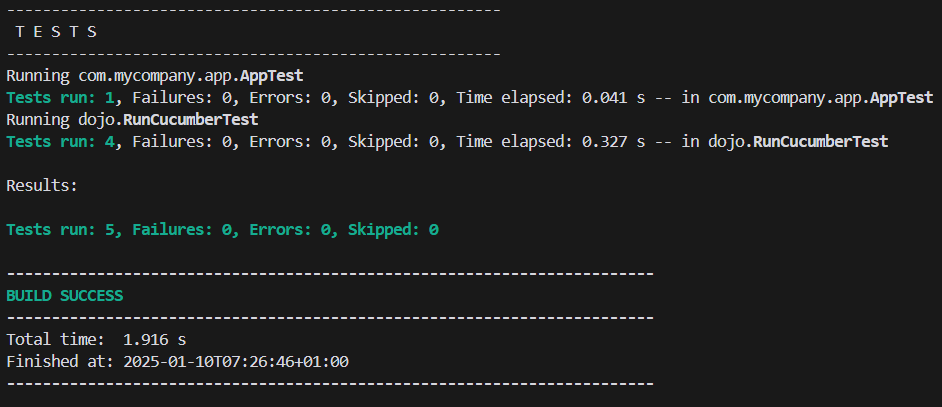 -------------------------------------------------------
 T E S T S
-------------------------------------------------------
Running com.mycompany.app.AppTest
Tests run: 1, Failures: 0, Errors: 0, Skipped: 0, Time elapsed: 0.041 s -- in com.mycompany.app.AppTest
Running dojo.RunCucumberTest
Tests run: 4, Failures: 0, Errors: 0, Skipped: 0, Time elapsed: 0.327 s -- in dojo.RunCucumberTest

Results:

Tests run: 5, Failures: 0, Errors: 0, Skipped: 0

------------------------------------------------------------------------
BUILD SUCCESS
------------------------------------------------------------------------
Total time:  1.916 s
Finished at: 2025-01-10T07:26:46+01:00
------------------------------------------------------------------------